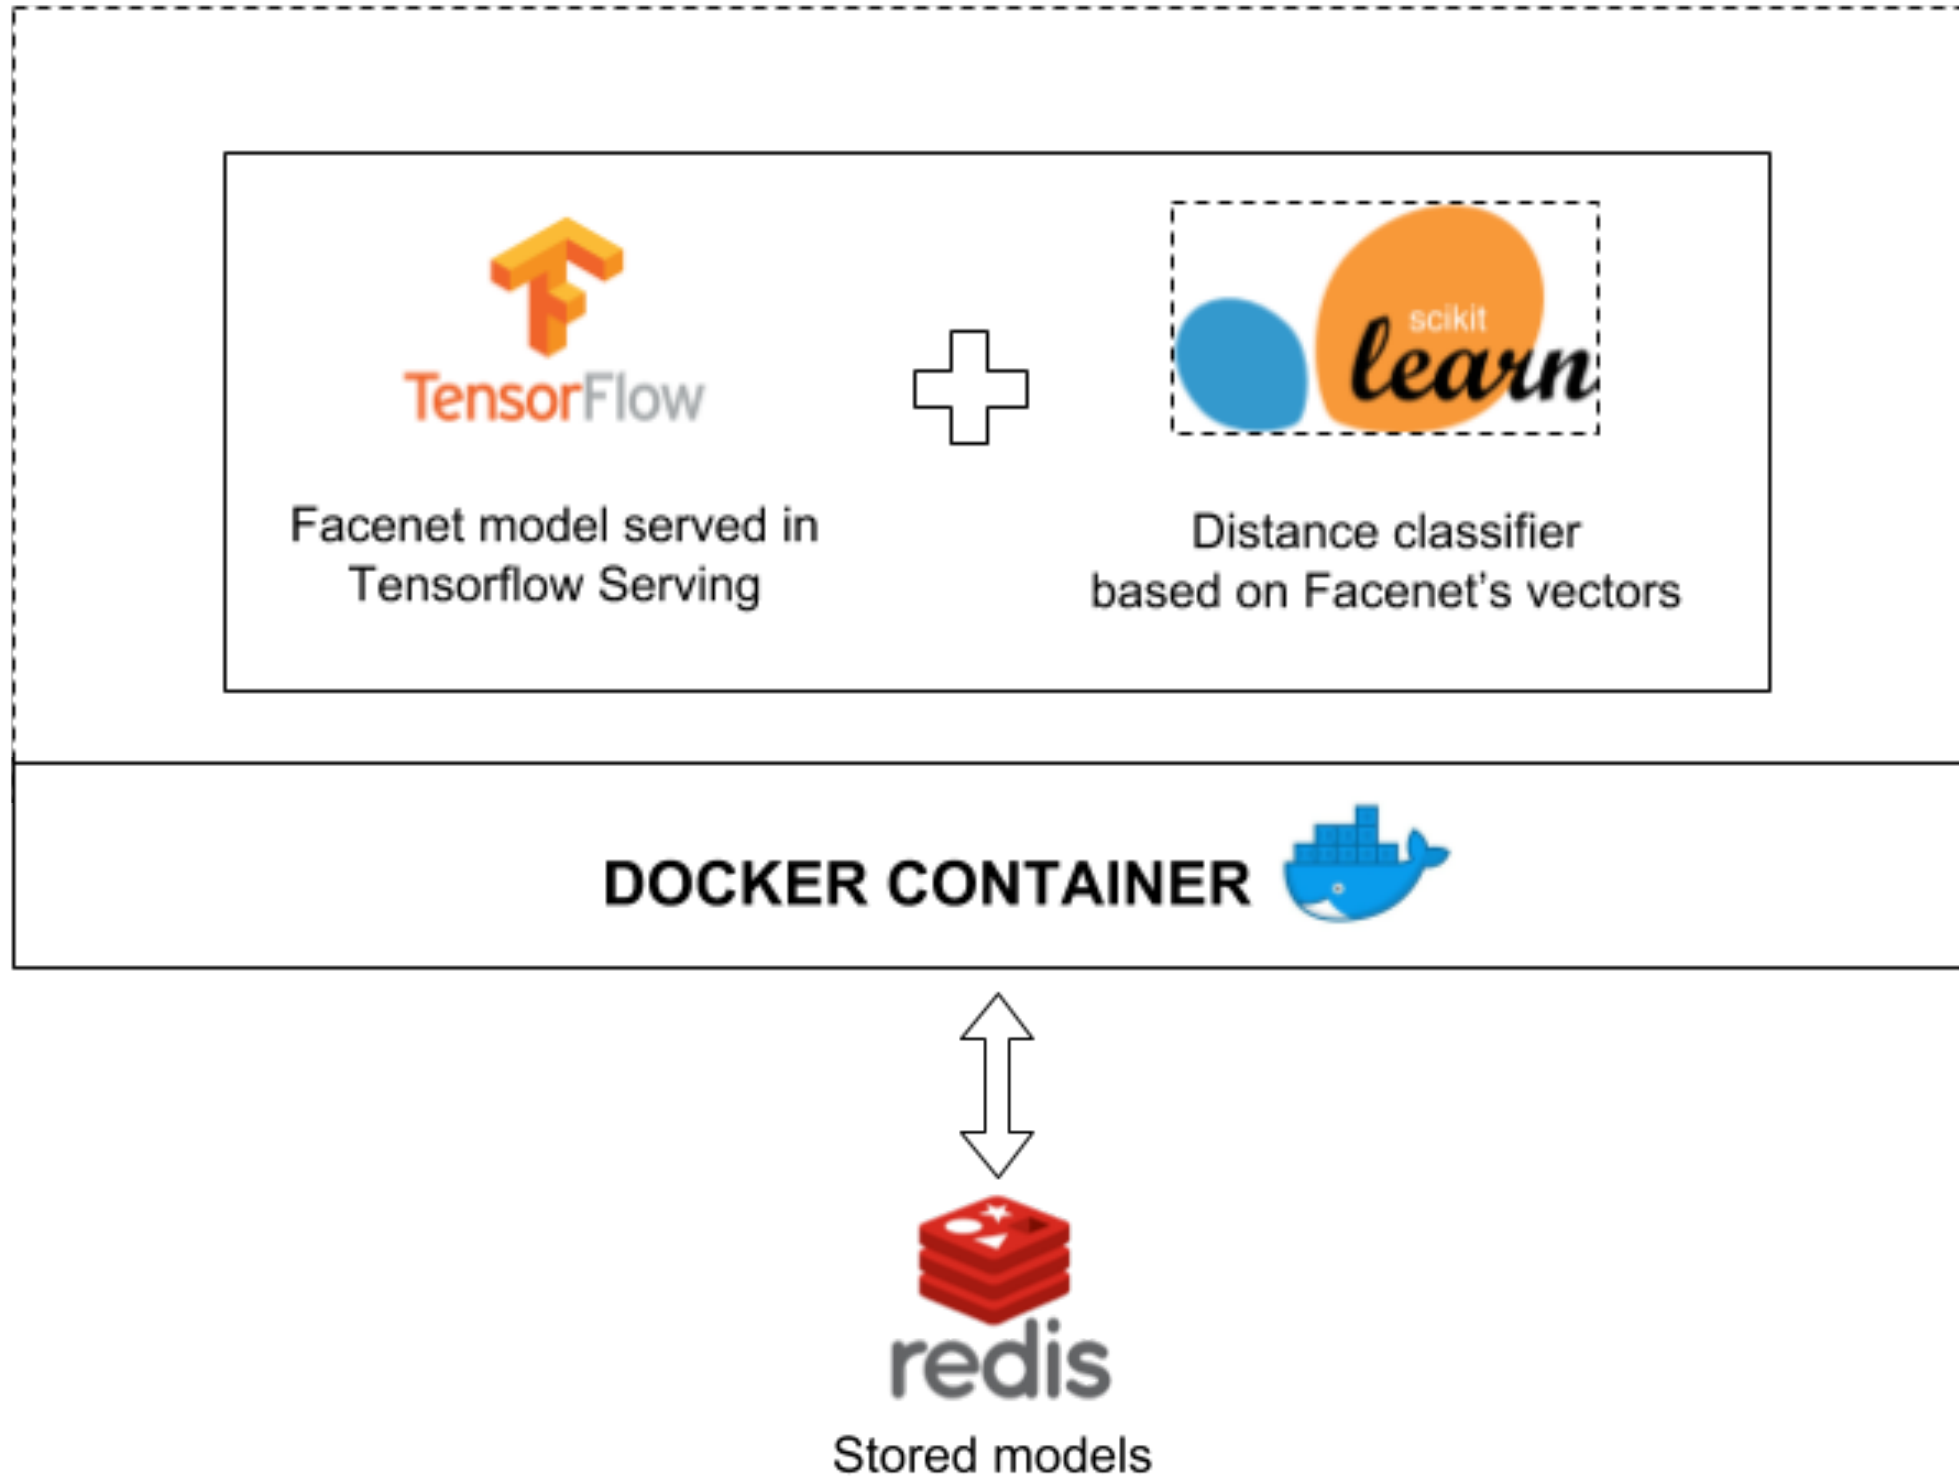 TensorFlow
scikit
learn
Facenet model served in
Tensorflow Serving
Distance classifier
based on Facenet's vectors
DOCKER CONTAINER
redis
Stored models